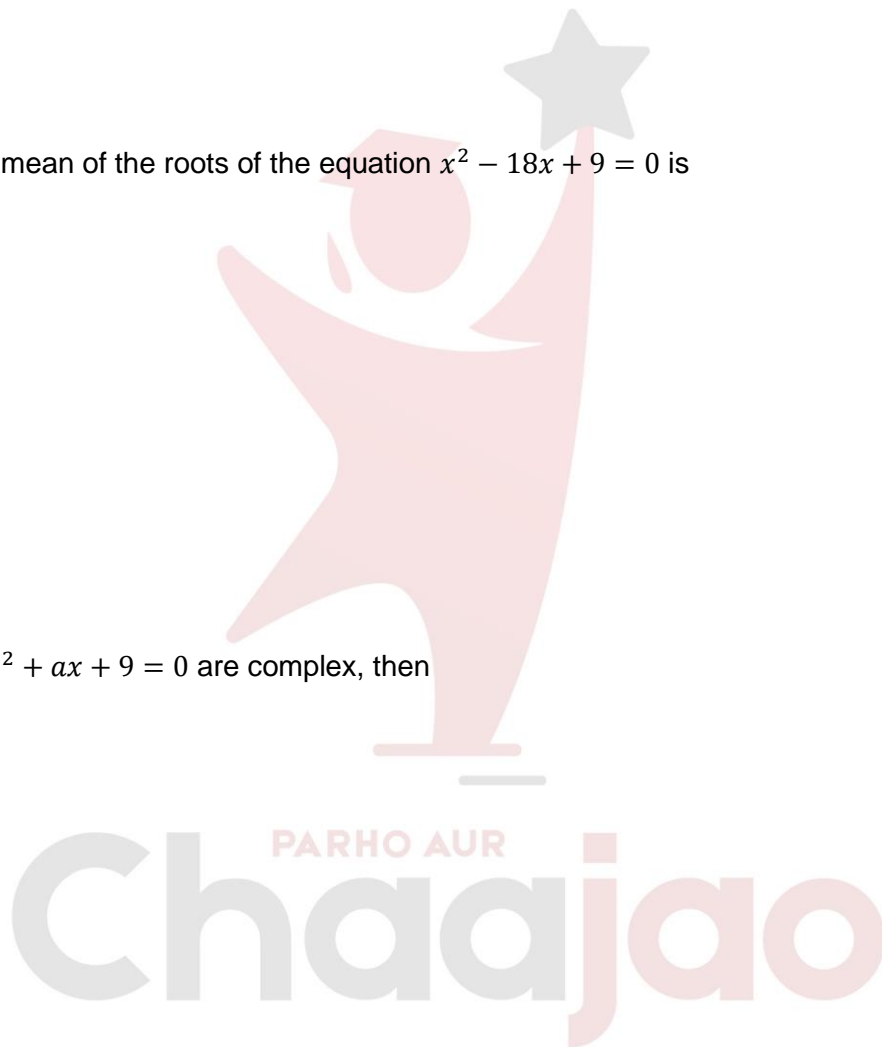 mean of the roots of the equation 𝑥² − 18𝑥 + 9 = 0 is
² + 𝑎𝑥 + 9 = 0 are complex, then
PARHO AUR
Chaajao